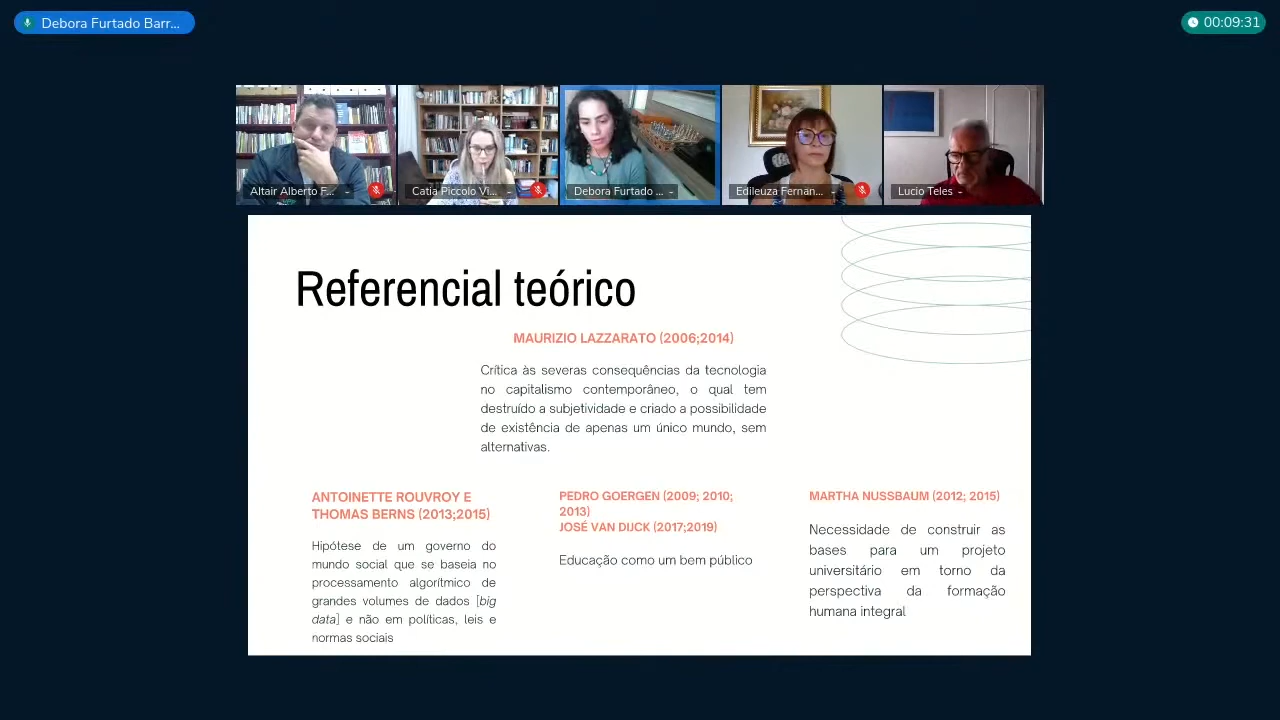 Debora Furtado Barr...
00:09:31
Altair Alberto F...
Catia Piccolo Vi...
Debora Furtado ...
Edileuza Fernan...
Lucio Teles
Referencial teórico
MAURIZIO LAZZARATO (2006;2014)
Crítica às severas consequências da tecnologia
no capitalismo contemporâneo, o qual tem
destruído a subjetividade e criado a possibilidade
de existência de apenas um único mundo, sem
alternativas.
ANTOINETTE ROUVROY E
THOMAS BERNS (2013;2015)
Hipótese de um governo do
mundo social que se baseia no
processamento algorítmico de
grandes volumes de dados [big
data] e não em políticas, leis e
normas sociais
PEDRO GOERGEN (2009; 2010;
2013)
JOSÉ VAN DIJCK (2017;2019)
Educação como um bem público
MARTHA NUSSBAUM (2012; 2015)
Necessidade de construir as
bases para um projeto
universitário em torno da
perspectiva da formação
humana integral